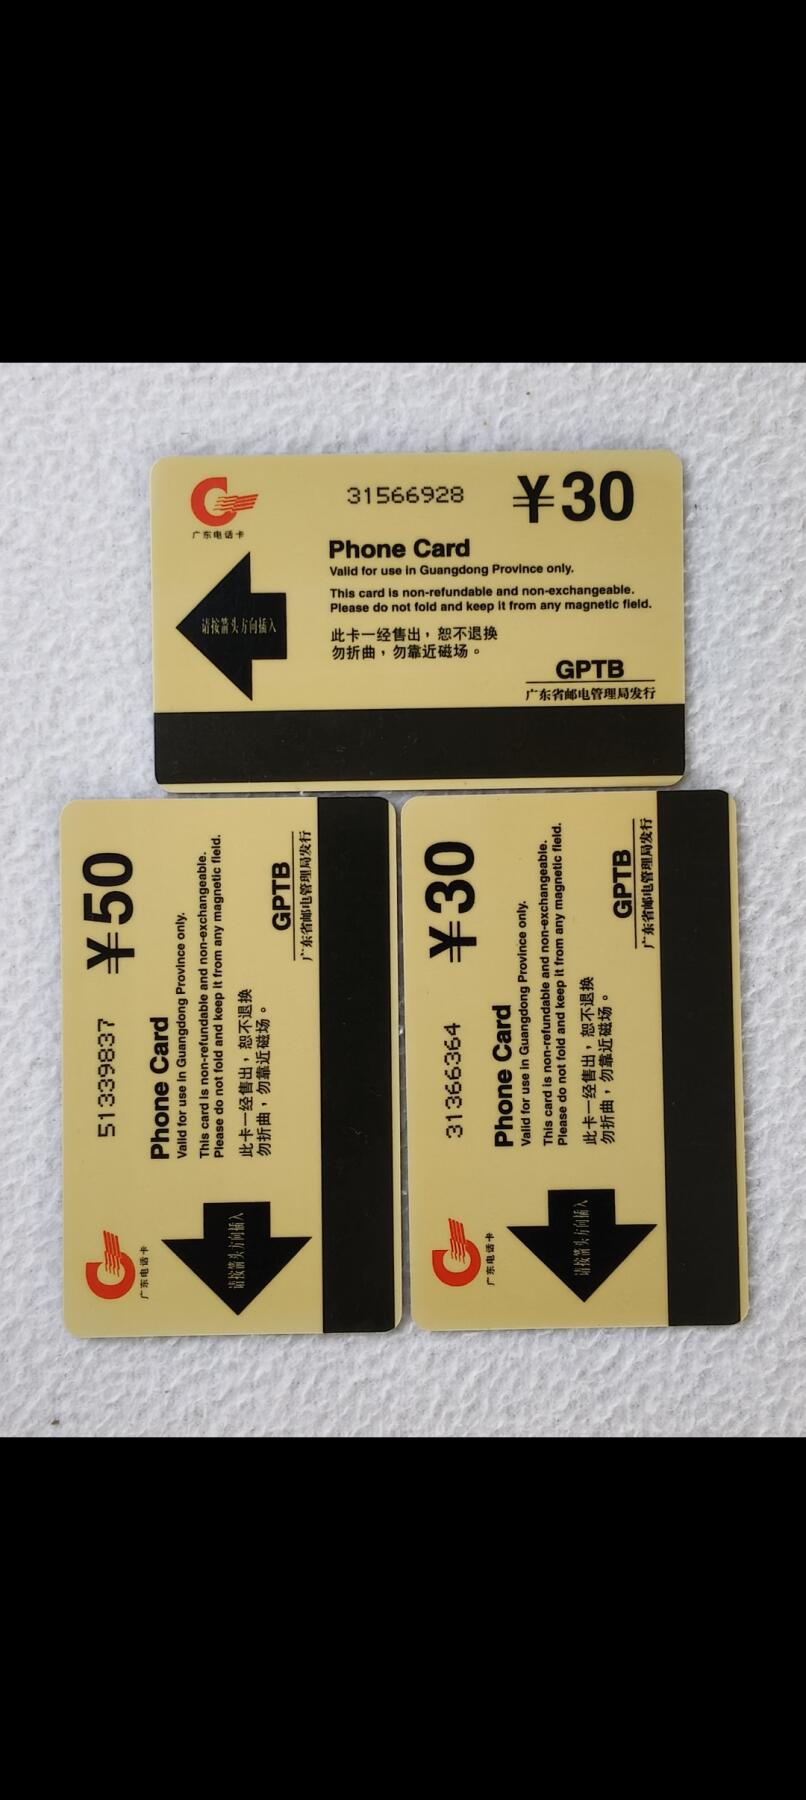 31566928
¥30
广东电话卡
Phone Card
Valid for use in Guangdong Province only.
This card is non-refundable and non-exchangeable.
Please do not fold and keep it from any magnetic field.
请按箭头方向插入
此卡一经售出，恕不退换
勿折曲，勿靠近磁场。
GPTB
广东省邮电管理局发行
51339837
¥50
广东电话卡
Phone Card
Valid for use in Guangdong Province only.
This card is non-refundable and non-exchangeable.
Please do not fold and keep it from any magnetic field.
请按箭头方向插入
此卡一经售出，恕不退换
勿折曲，勿靠近磁场。
GPTB
广东省邮电管理局发行
31366364
¥30
广东电话卡
Phone Card
Valid for use in Guangdong Province only.
This card is non-refundable and non-exchangeable.
Please do not fold and keep it from any magnetic field.
请按箭头方向插入
此卡一经售出，恕不退换
勿折曲，勿靠近磁场。
GPTB
广东省邮电管理局发行